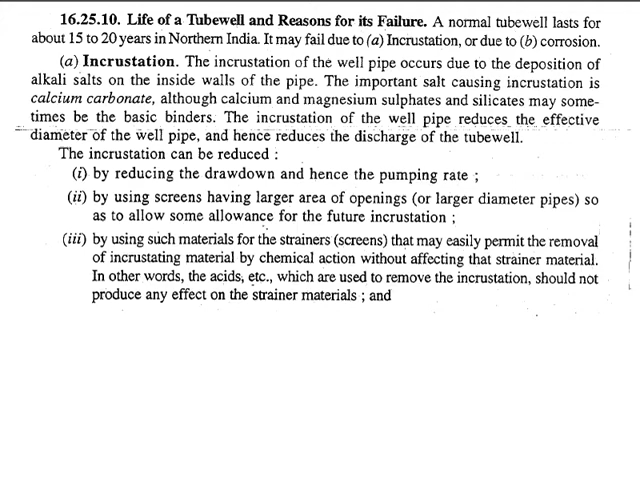 16.25.10. Life of a Tubewell and Reasons for its Failure. A normal tubewell lasts for
about 15 to 20 years in Northern India. It may fail due to (a) Incrustation, or due to (b) corrosion.
(a) Incrustation. The incrustation of the well pipe occurs due to the deposition of
alkali salts on the inside walls of the pipe. The important salt causing incrustation is
calcium carbonate, although calcium and magnesium sulphates and silicates may some-
times be the basic binders. The incrustation of the well pipe reduces the effective
diameter of the well pipe, and hence reduces the discharge of the tubewell.
The incrustation can be reduced :
(i) by reducing the drawdown and hence the pumping rate ;
(ii) by using screens having larger area of openings (or larger diameter pipes) so
as to allow some allowance for the future incrustation ;
(iii) by using such materials for the strainers (screens) that may easily permit the removal
of incrustating material by chemical action without affecting that strainer material.
In other words, the acids, etc., which are used to remove the incrustation, should not
produce any effect on the strainer materials ; and